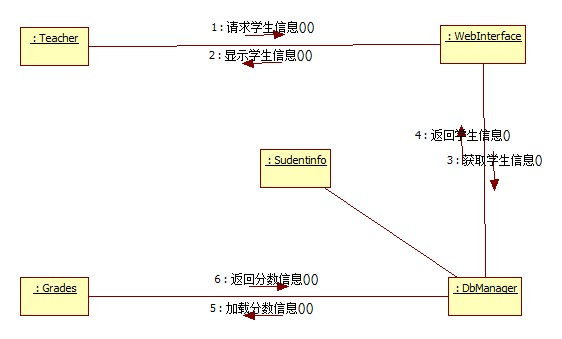 1 : 请求学生信息()()
: Teacher
: WebInterface
2 : 显示学生信息()()
4 : 返回学生信息()
: Sudentinfo
3 : 获取学生信息()
6 : 返回分数信息()()
: Grades
: DbManager
5 : 加载分数信息()()